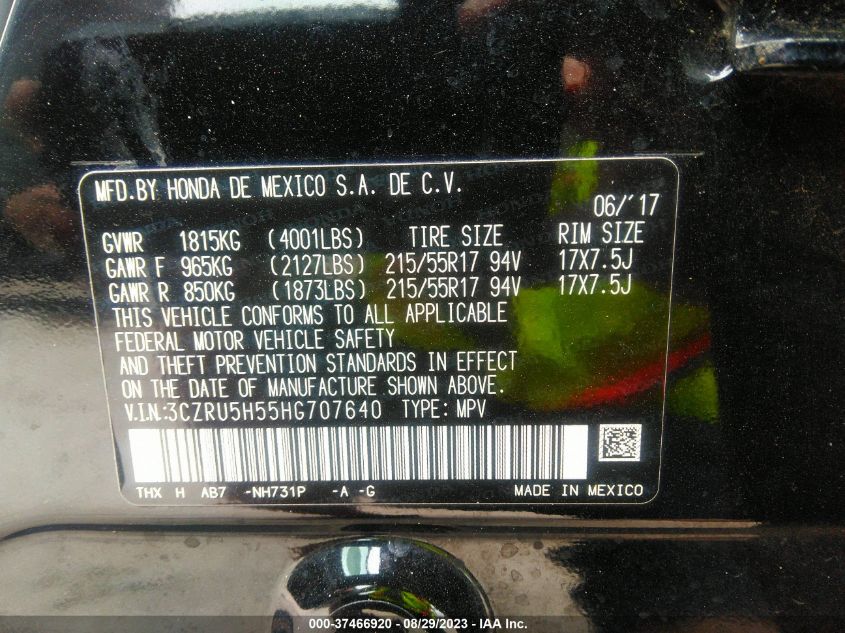 MFD.BY HONDA DE MEXICO S.A. DE C.V.
06/'17
GVWR 1815KG (4001LBS) TIRE SIZE RIM SIZE
GAWR F 965KG (2127LBS) 215/55R17 94V 17X7.5J
GAWR R 850KG (1873LBS) 215/55R17 94V 17X7.5J
THIS VEHICLE CONFORMS TO ALL APPLICABLE
FEDERAL MOTOR VEHICLE SAFETY
AND THEFT PREVENTION STANDARDS IN EFFECT
ON THE DATE OF MANUFACTURE SHOWN ABOVE.
V.I.N.:3CZRU5H55HG707640 TYPE: MPV
THX H AB7 -NH731P -A -G MADE IN MEXICO
000-37466920 - 08/29/2023 - IAA Inc.